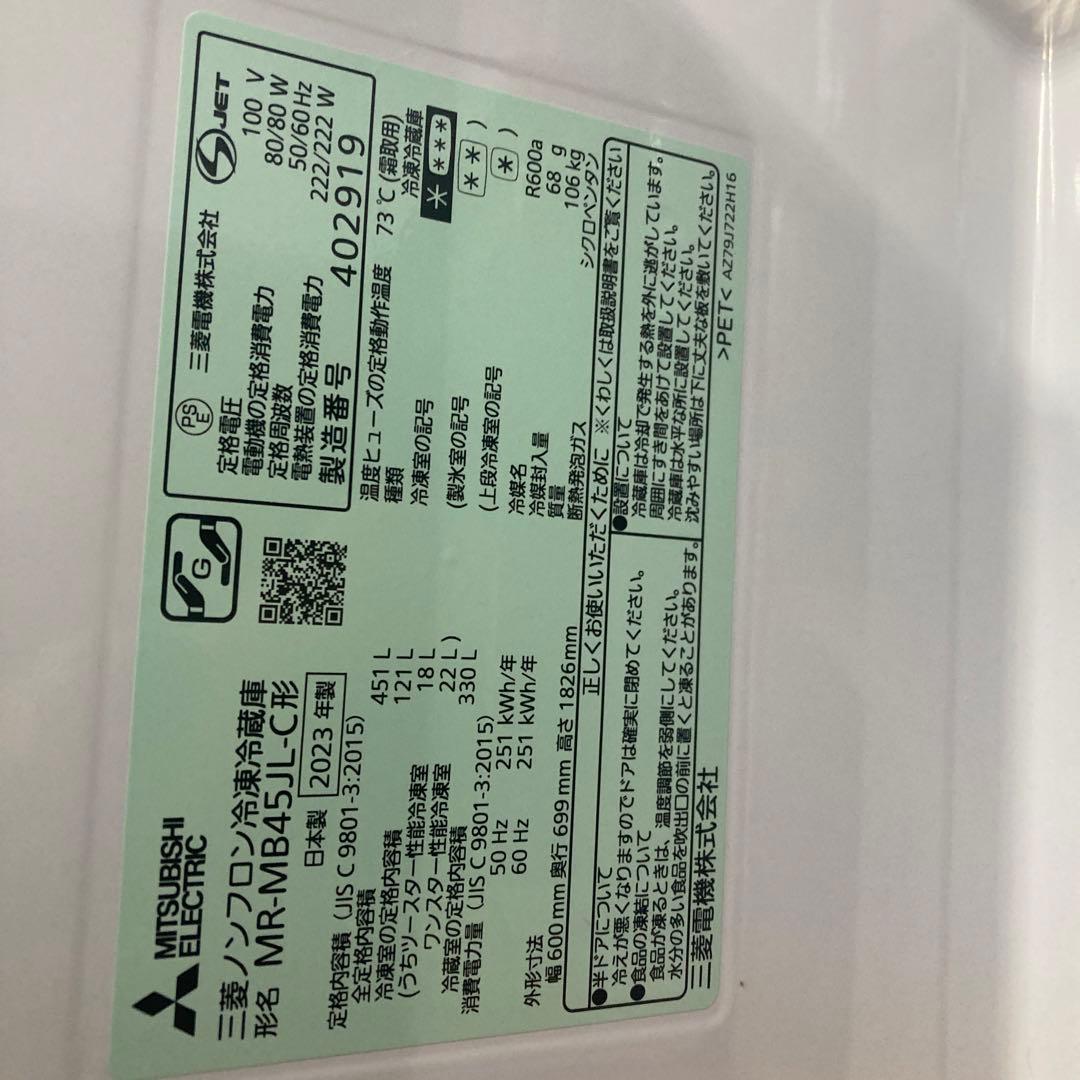 MITSUBISHI
ELECTRIC
三菱ノンフロン冷凍冷蔵庫
形名 MR-MB45JL-C形
日本製 2023 年製
定格内容積 (JIS C 9801-3:2015)
全定格内容積 451 L
冷凍室の定格内容積 121 L
(うちツースター性能冷凍室 18 L
ワンスター性能冷凍室 22 L)
冷蔵室の定格内容積 330 L
消費電力量 (JIS C 9801-3:2015)
50 Hz 251 kWh/年
60 Hz 251 kWh/年
外形寸法
幅 600mm 奥行 699mm 高さ 1826mm
G
PS
E
三菱電機株式会社
S JET
定格電圧 100 V
電動機の定格消費電力 80/80 W
定格周波数 50/60 Hz
電熱装置の定格消費電力 222/222 W
製造番号 402919
温度ヒューズの定格動作温度 73 ℃ (霜取用)
種類 冷凍冷蔵庫
冷凍室の記号 * ***
(製氷室の記号 ** )
(上段冷凍室の記号 * )
冷媒名 R600a
冷媒封入量 68 g
質量 106 kg
断熱発泡ガス シクロペンタン
正しくお使いいただくために ※くわしくは取扱説明書をご覧ください
●半ドアについて
冷えが悪くなりますのでドアは確実に閉めてください。
●食品の凍結について
食品が凍るときは、温度調節を弱側にしてください。
水分の多い食品を吹出口の前に置くと凍ることがあります。
●設置について
冷蔵庫は冷却で発生する熱を外に逃がしています。
周囲にすき間をあけて設置してください。
冷蔵庫は水平な所に設置してください。
沈みやすい場所は下に丈夫な板を敷いてください。
三菱電機株式会社
>PET< AZ79J722H16